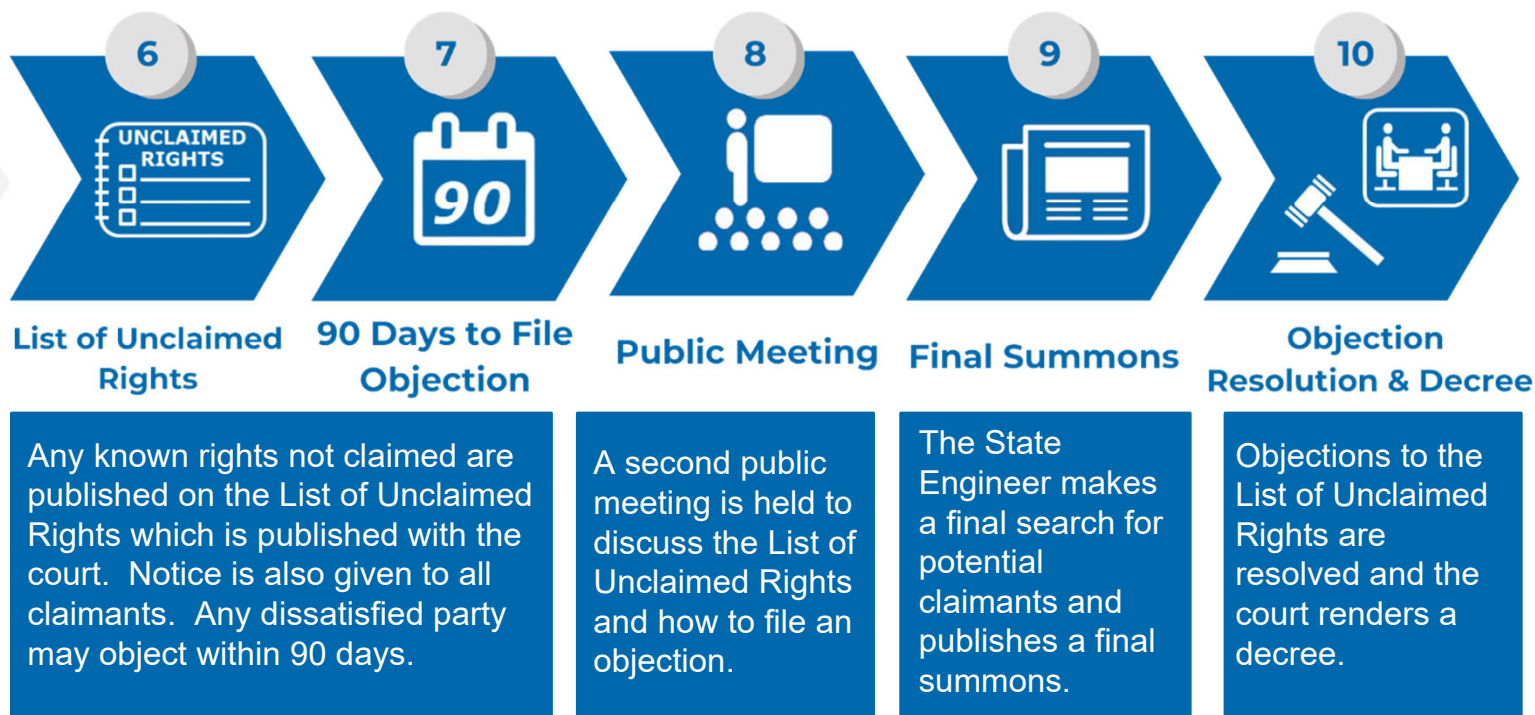 6
7
8
9
10
UNCLAIMED
RIGHTS
90
List of Unclaimed
Rights
90 Days to File
Objection
Public Meeting
Final Summons
Objection
Resolution & Decree
Any known rights not claimed are
published on the List of Unclaimed
Rights which is published with the
court.  Notice is also given to all
claimants.  Any dissatisfied party
may object within 90 days.
A second public
meeting is held to
discuss the List of
Unclaimed Rights
and how to file an
objection.
The State
Engineer makes
a final search for
potential
claimants and
publishes a final
summons.
Objections to the
List of Unclaimed
Rights are
resolved and the
court renders a
decree.